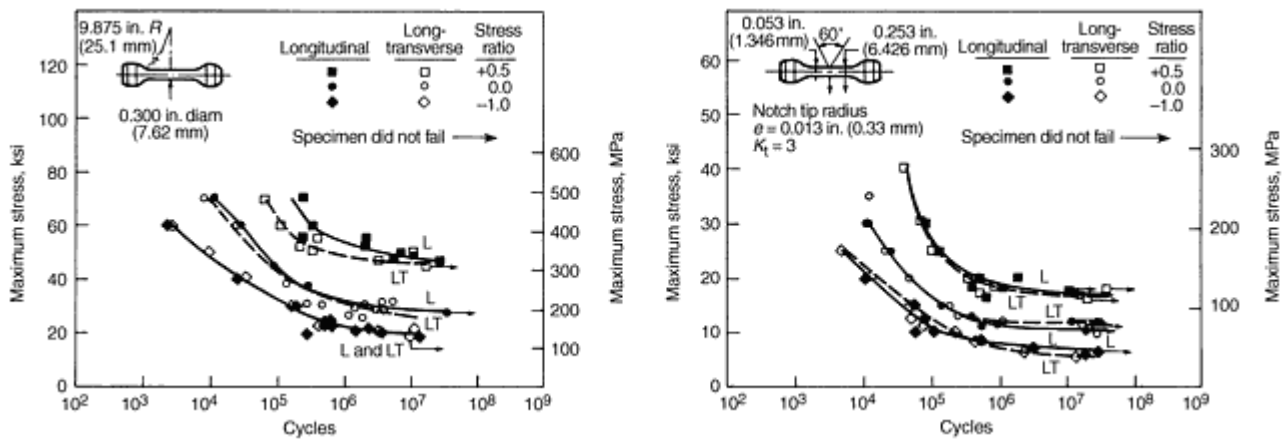 9.875 in. R
(25.1 mm)
0.300 in. diam
(7.62 mm)
Longitudinal
Long-
transverse
Stress
ratio
+0.5
0.0
−1.0
Specimen did not fail
L
LT
L
LT
L and LT
Maximum stress, ksi
120
100
80
60
40
20
0
Maximum stress, MPa
600
500
400
300
200
100
10² 10³ 10⁴ 10⁵ 10⁶ 10⁷ 10⁸ 10⁹
Cycles
0.053 in.
(1.346 mm)
60°
0.253 in.
(6.426 mm)
Notch tip radius
e = 0.013 in. (0.33 mm)
Kt = 3
Longitudinal
Long-
transverse
Stress
ratio
+0.5
0.0
−1.0
Specimen did not fail
L
LT
LT
L
L
LT
Maximum stress, ksi
60
50
40
30
20
10
0
Maximum stress, MPa
300
200
100
10² 10³ 10⁴ 10⁵ 10⁶ 10⁷ 10⁸ 10⁹
Cycles